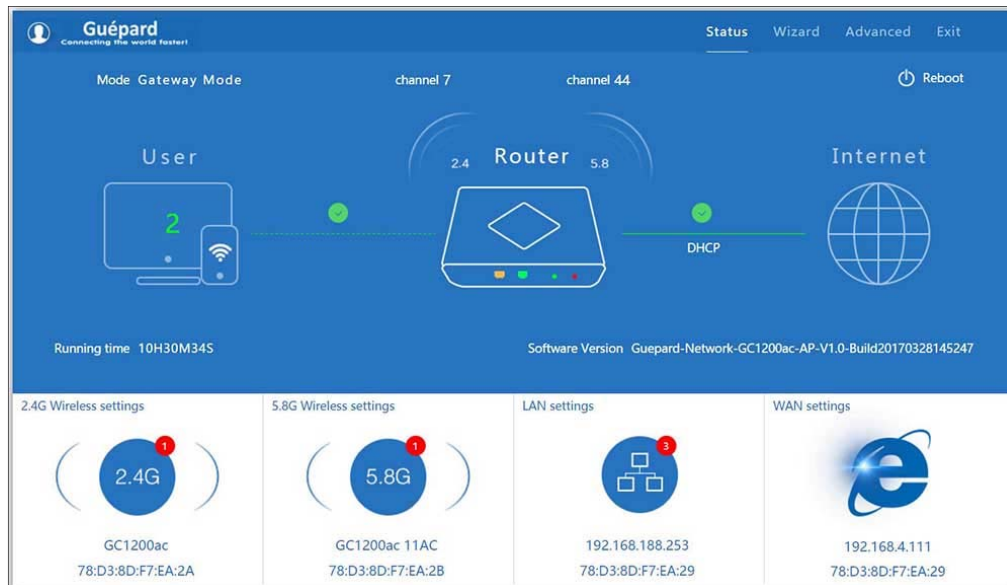 Guépard
Connecting the world faster!
Status Wizard Advanced Exit
Mode Gateway Mode
channel 7
channel 44
Reboot
User
2.4
Router
5.8
Internet
2
DHCP
Running time 10H30M34S
Software Version Guepard-Network-GC1200ac-AP-V1.0-Build20170328145247
2.4G Wireless settings
1
2.4G
GC1200ac
78:D3:8D:F7:EA:2A
5.8G Wireless settings
1
5.8G
GC1200ac 11AC
78:D3:8D:F7:EA:2B
LAN settings
3
192.168.188.253
78:D3:8D:F7:EA:29
WAN settings
192.168.4.111
78:D3:8D:F7:EA:29